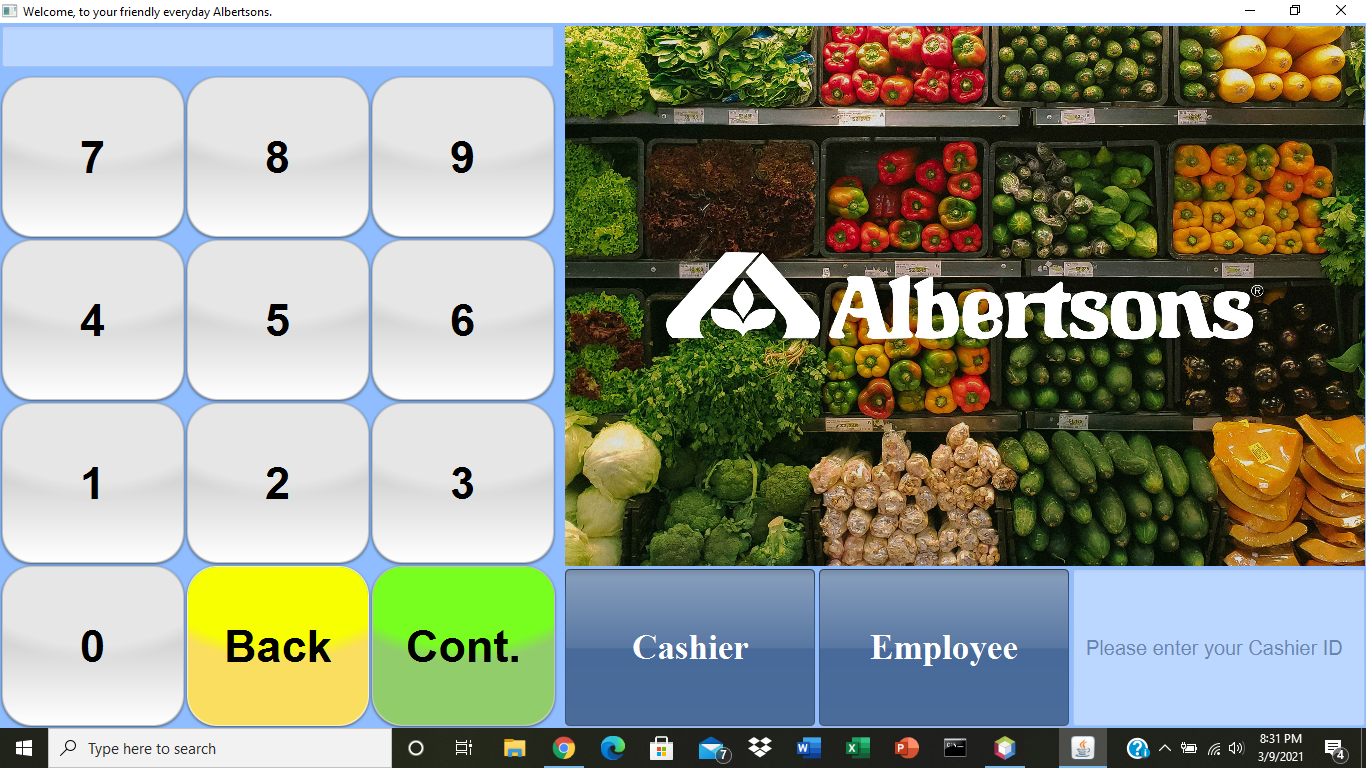 Welcome, to your friendly everyday Albertsons.
7 8 9
4 5 6
1 2 3
0 Back Cont.
Albertsons®
Cashier Employee Please enter your Cashier ID
Type here to search
7
8:31 PM
3/9/2021
4